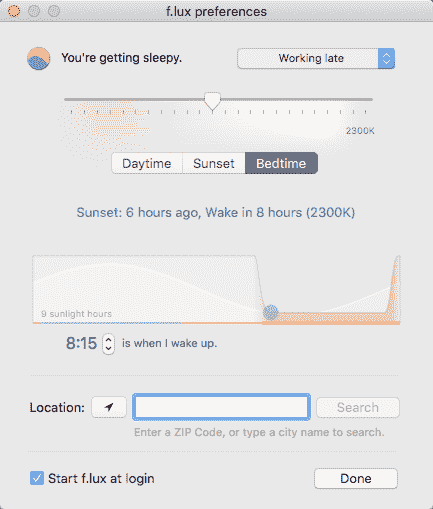 f.lux preferences
You're getting sleepy.
Working late
2300K
Daytime
Sunset
Bedtime
Sunset: 6 hours ago, Wake in 8 hours (2300K)
9 sunlight hours
8:15 is when I wake up.
Location:
Search
Enter a ZIP Code, or type a city name to search.
Start f.lux at login
Done